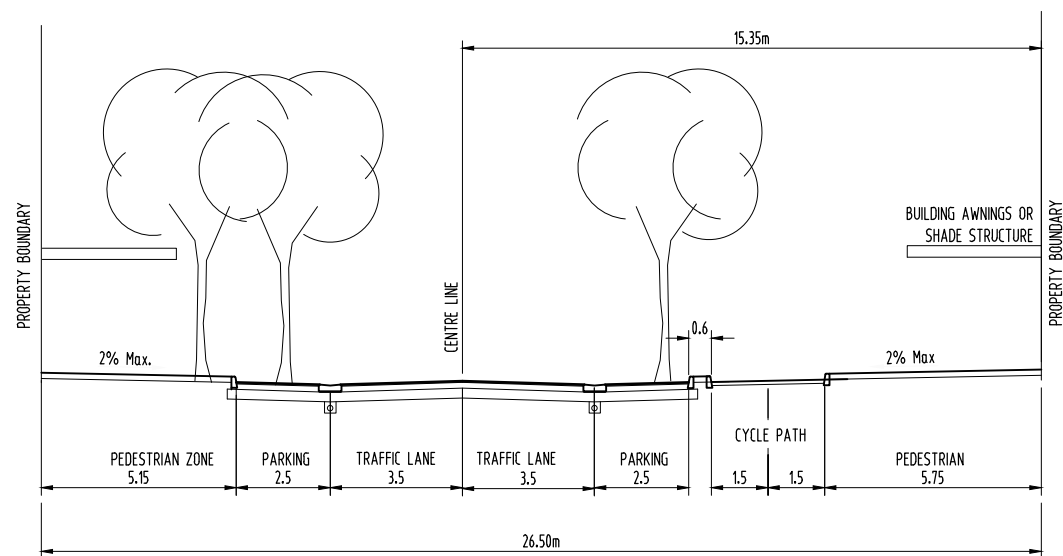 15.35m
PROPERTY BOUNDARY
BUILDING AWNINGS OR
SHADE STRUCTURE
PROPERTY BOUNDARY
CENTRE LINE
0.6
2% Max.
2% Max
CYCLE PATH
PEDESTRIAN ZONE
5.15
PARKING
2.5
TRAFFIC LANE
3.5
TRAFFIC LANE
3.5
PARKING
2.5
1.5
1.5
PEDESTRIAN
5.75
26.50m